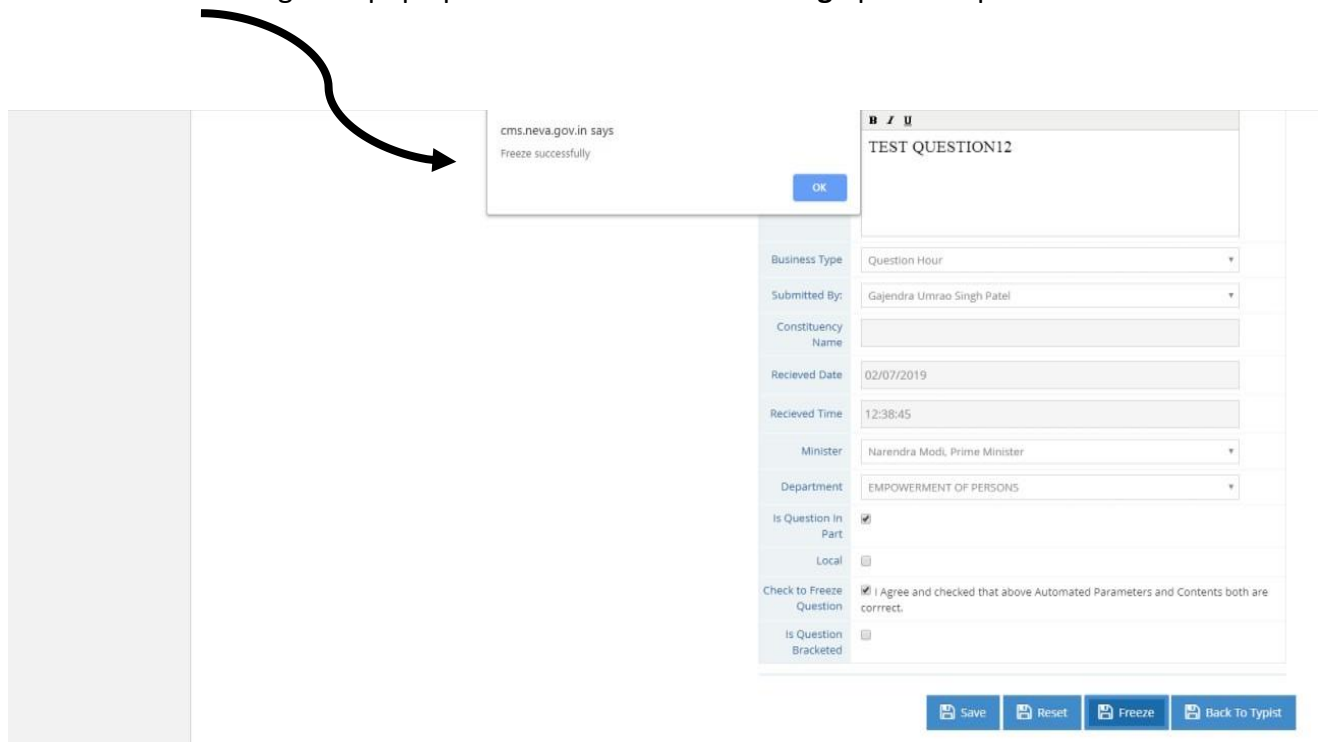 cms.neva.gov.in says
Freeze successfully
OK
B I U
TEST QUESTION12
Business Type Question Hour
Submitted By: Gajendra Umrao Singh Patel
Constituency
Name
Recieved Date 02/07/2019
Recieved Time 12:38:45
Minister Narendra Modi, Prime Minister
Department EMPOWERMENT OF PERSONS
Is Question In
Part
Local
Check to Freeze I Agree and checked that above Automated Parameters and Contents both are
Question corrrect.
Is Question
Bracketed
Save Reset Freeze Back To Typist